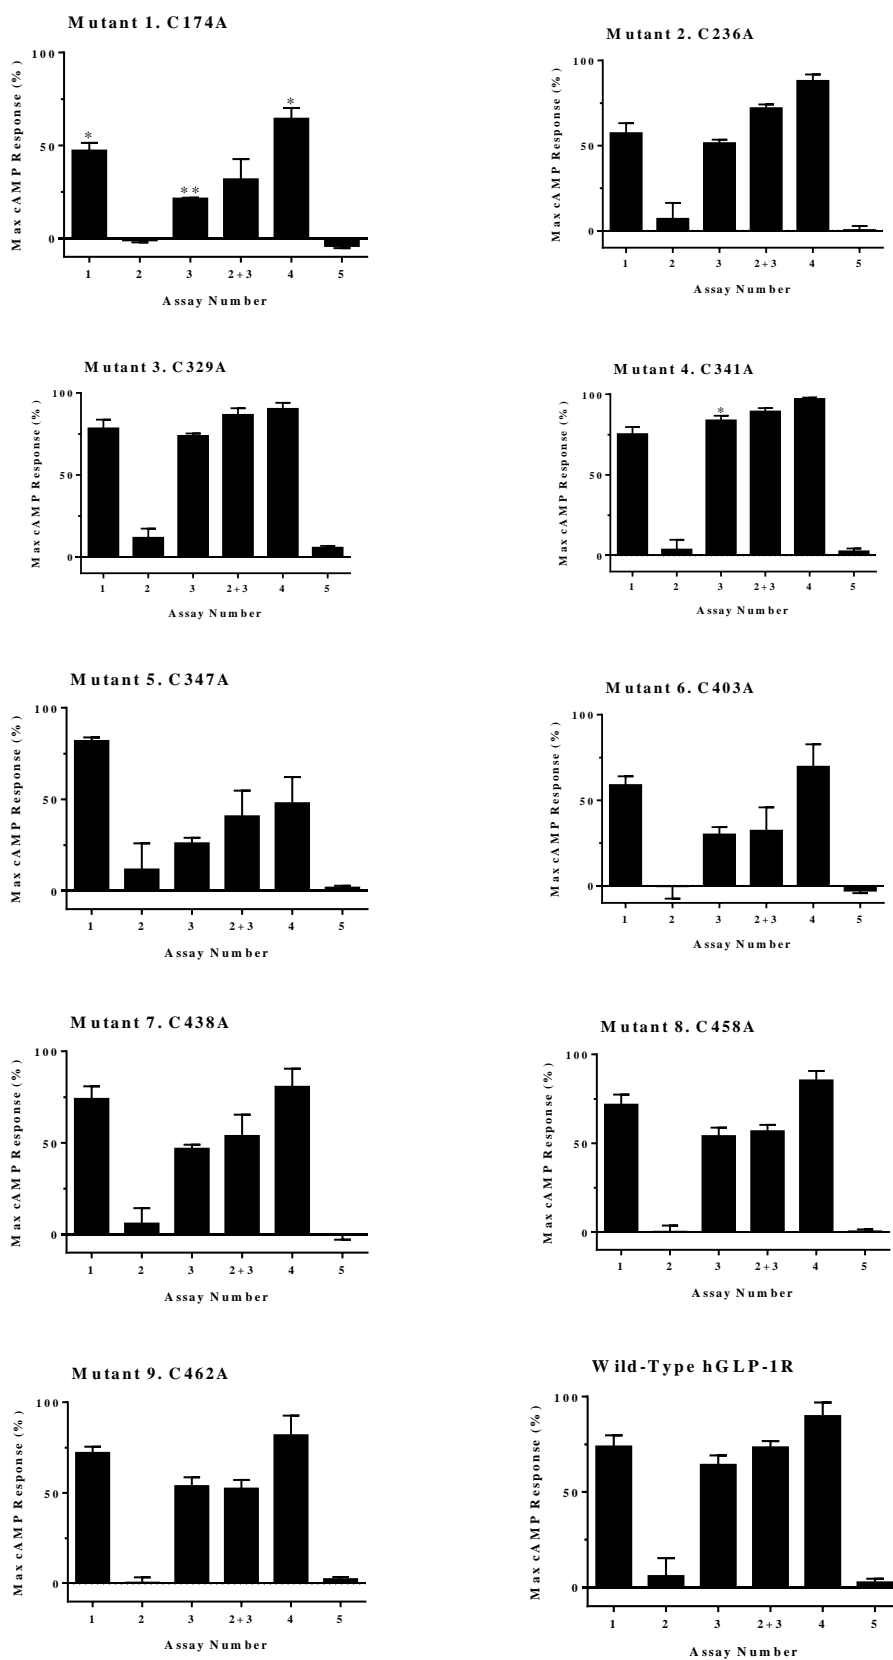 Mutant 1. C174A
Max cAMP Response (%)
100
50
0
*
**
*
1 2 3 2+3 4 5
Assay Number
Mutant 2. C236A
Max cAMP Response (%)
100
50
0
1 2 3 2+3 4 5
Assay Number
Mutant 3. C329A
Max cAMP Response (%)
100
50
0
1 2 3 2+3 4 5
Assay Number
Mutant 4. C341A
Max cAMP Response (%)
100
50
0
*
1 2 3 2+3 4 5
Assay Number
Mutant 5. C347A
Max cAMP Response (%)
100
50
0
1 2 3 2+3 4 5
Assay Number
Mutant 6. C403A
Max cAMP Response (%)
100
50
0
1 2 3 2+3 4 5
Assay Number
Mutant 7. C438A
Max cAMP Response (%)
100
50
0
1 2 3 2+3 4 5
Assay Number
Mutant 8. C458A
Max cAMP Response (%)
100
50
0
1 2 3 2+3 4 5
Assay Number
Mutant 9. C462A
Max cAMP Response (%)
100
50
0
1 2 3 2+3 4 5
Assay Number
Wild-Type hGLP-1R
Max cAMP Response (%)
100
50
0
1 2 3 2+3 4 5
Assay Number